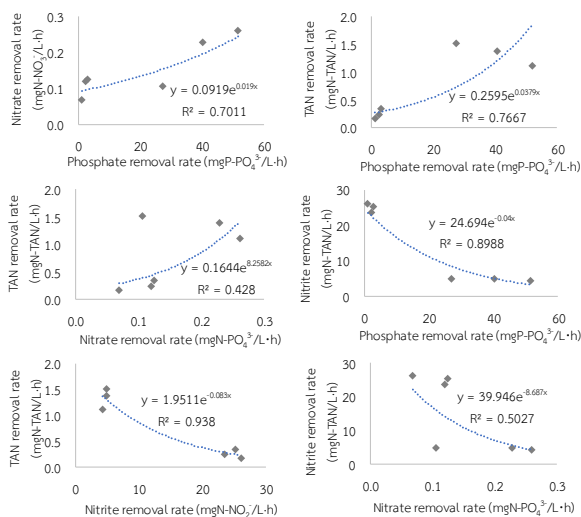 Nitrate removal rate
(mgN-NO₃⁻/L·h)
0.3
0.2
0.1
0.0
0
20
40
60
y = 0.0919e^0.019x
R² = 0.7011
Phosphate removal rate (mgP-PO₄³⁻/L·h)
TAN removal rate
(mgN-TAN/L·h)
2.0
1.5
1.0
0.5
0.0
0
20
40
60
y = 0.2595e^0.0379x
R² = 0.7667
Phosphate removal rate (mgP-PO₄³⁻/L·h)
TAN removal rate
(mgN-TAN/L·h)
2.0
1.5
1.0
0.5
0.0
0.0
0.1
0.2
0.3
y = 0.1644e^8.2582x
R² = 0.428
Nitrate removal rate (mgN-PO₄³⁻/L·h)
Nitrite removal rate
(mgN-TAN/L·h)
30
20
10
0
0
20
40
60
y = 24.694e^-0.04x
R² = 0.8988
Phosphate removal rate (mgP-PO₄³⁻/L·h)
TAN removal rate
(mgN-TAN/L·h)
2.0
1.5
1.0
0.5
0.0
0
10
20
30
y = 1.9511e^-0.083x
R² = 0.938
Nitrite removal rate (mgN-NO₂⁻/L·h)
Nitrite removal rate
(mgN-TAN/L·h)
30
20
10
0
0.0
0.1
0.2
0.3
y = 39.946e^-8.687x
R² = 0.5027
Nitrate removal rate (mgN-PO₄³⁻/L·h)